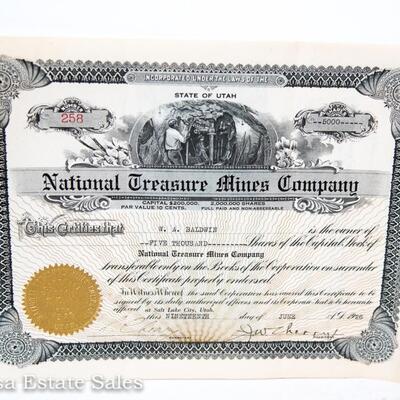 INCORPORATED UNDER THE LAWS OF THE
STATE OF UTAH
258
5000
National Treasure Mines Company
CAPITAL $200,000. 2,000,000 SHARES
PAR VALUE 10 CENTS. FULL PAID AND NON-ASSESSABLE
This Certifies that W. A. BALDWIN is the owner of
FIVE THOUSAND Shares of the Capital Stock of
National Treasure Mines Company
transferable only on the Books of the Corporation on surrender
of this Certificate properly endorsed.
In Witness Whereof the said Corporation has caused this Certificate to be
signed by its duly authorized officers and its Corporate Seal to be hereunto
affixed at Salt Lake City, Utah.
this NINETEENTH day of JUNE A.D. 1926
sa Estate Sales